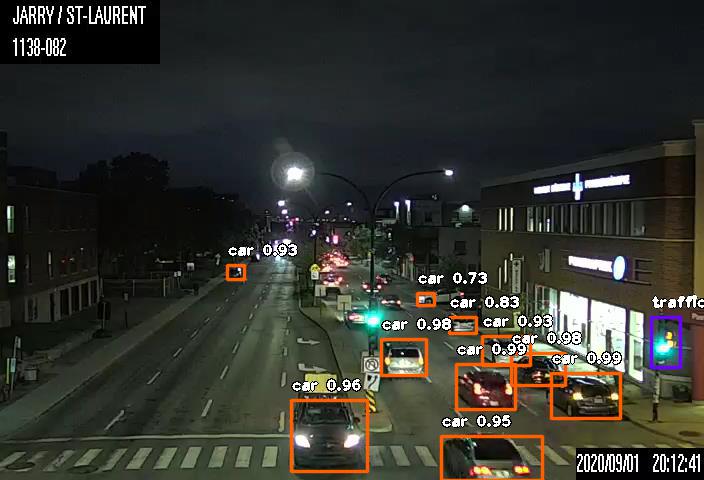 JARRY / ST-LAURENT
1138-082
car 0.93
car 0.73
car 0.83
car 0.98
car 0.93
car 0.98
car 0.99
car 0.99
car 0.96
car 0.95
traffic
2020/09/01 20:12:41